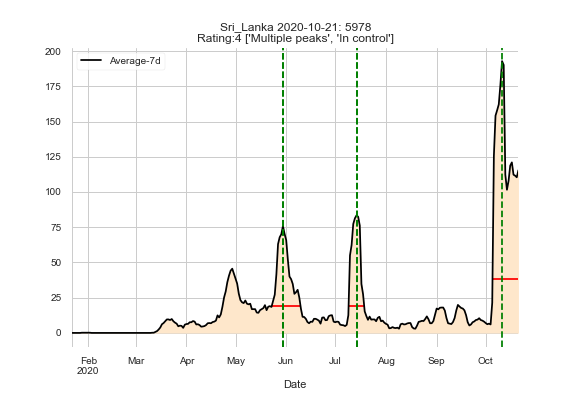 Sri_Lanka 2020-10-21: 5978
Rating:4 ['Multiple peaks', 'In control']
200
Average-7d
175
150
125
100
75
50
25
0
Feb Mar Apr May Jun Jul Aug Sep Oct
2020
Date